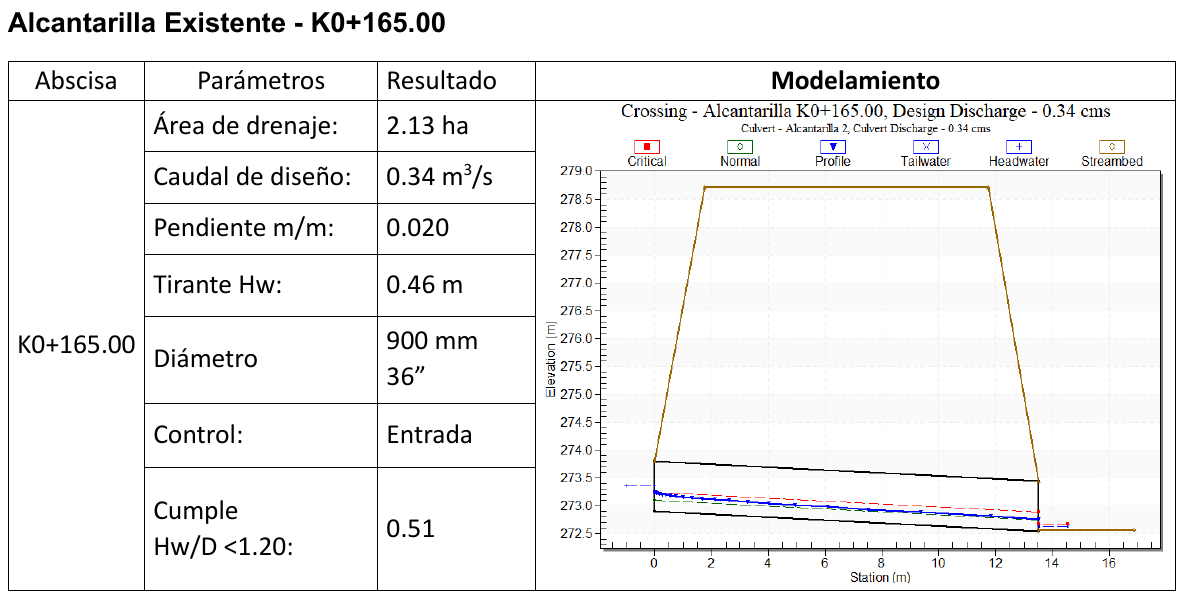 Alcantarilla Existente - K0+165.00
Abscisa Parámetros Resultado Modelamiento
K0+165.00
Área de drenaje: 2.13 ha
Caudal de diseño: 0.34 m³/s
Pendiente m/m: 0.020
Tirante Hw: 0.46 m
Diámetro 900 mm
36”
Control: Entrada
Cumple
Hw/D <1.20: 0.51
Crossing - Alcantarilla K0+165.00, Design Discharge - 0.34 cms
Culvert - Alcantarilla 2, Culvert Discharge - 0.34 cms
Critical Normal Profile Tailwater Headwater Streambed
279.0
278.5
278.0
277.5
277.0
276.5
276.0
275.5
275.0
274.5
274.0
273.5
273.0
272.5
Elevation (m)
0 2 4 6 8 10 12 14 16
Station (m)